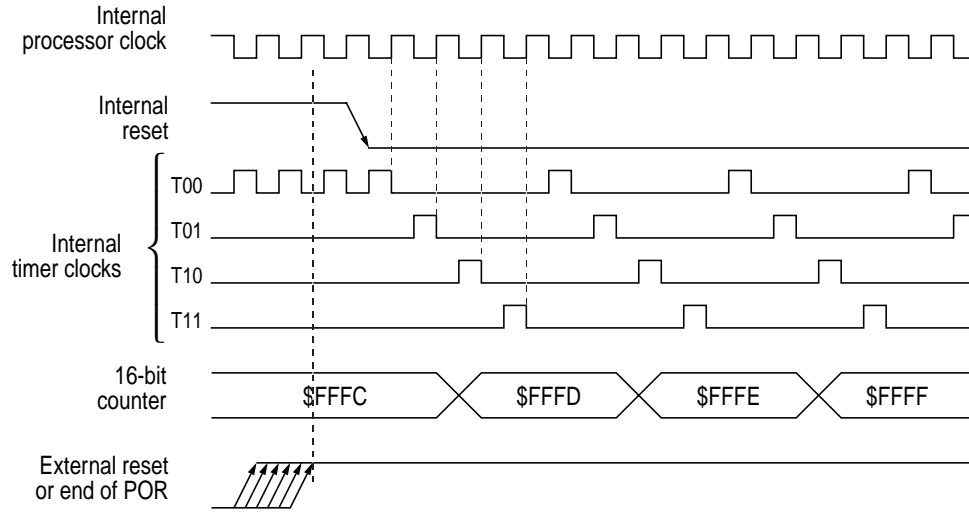 Internal
processor clock
Internal
reset
T00
T01
Internal
timer clocks
T10
T11
16-bit
counter
$FFFC
$FFFD
$FFFE
$FFFF
External reset
or end of POR